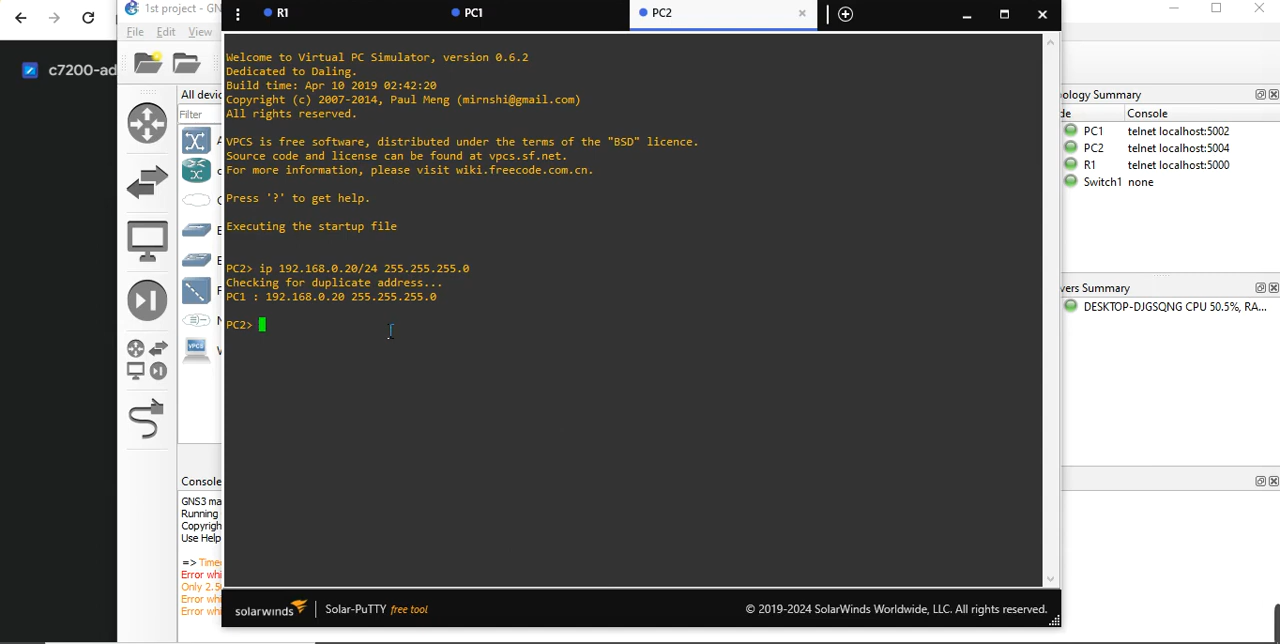 c7200-ad
1st project - GN
File Edit View
All devic
Filter
R1
PC1
PC2
Welcome to Virtual PC Simulator, version 0.6.2
Dedicated to Daling.
Build time: Apr 10 2019 02:42:20
Copyright (c) 2007-2014, Paul Meng (mirnshi@gmail.com)
All rights reserved.
VPCS is free software, distributed under the terms of the "BSD" licence.
Source code and license can be found at vpcs.sf.net.
For more information, please visit wiki.freecode.com.cn.
Press '?' to get help.
Executing the startup file
PC2> ip 192.168.0.20/24 255.255.255.0
Checking for duplicate address...
PC1 : 192.168.0.20 255.255.255.0
PC2>
ology Summary
de Console
PC1 telnet localhost:5002
PC2 telnet localhost:5004
R1 telnet localhost:5000
Switch1 none
vers Summary
DESKTOP-DJGSQNG CPU 50.5%, RA...
VPCS
Console
GNS3 ma
Running
Copyrigh
Use Help
=> Time
Error whi
Only 2.5
Error whi
Error whi
solarwinds
Solar-PuTTY free tool
© 2019-2024 SolarWinds Worldwide, LLC. All rights reserved.